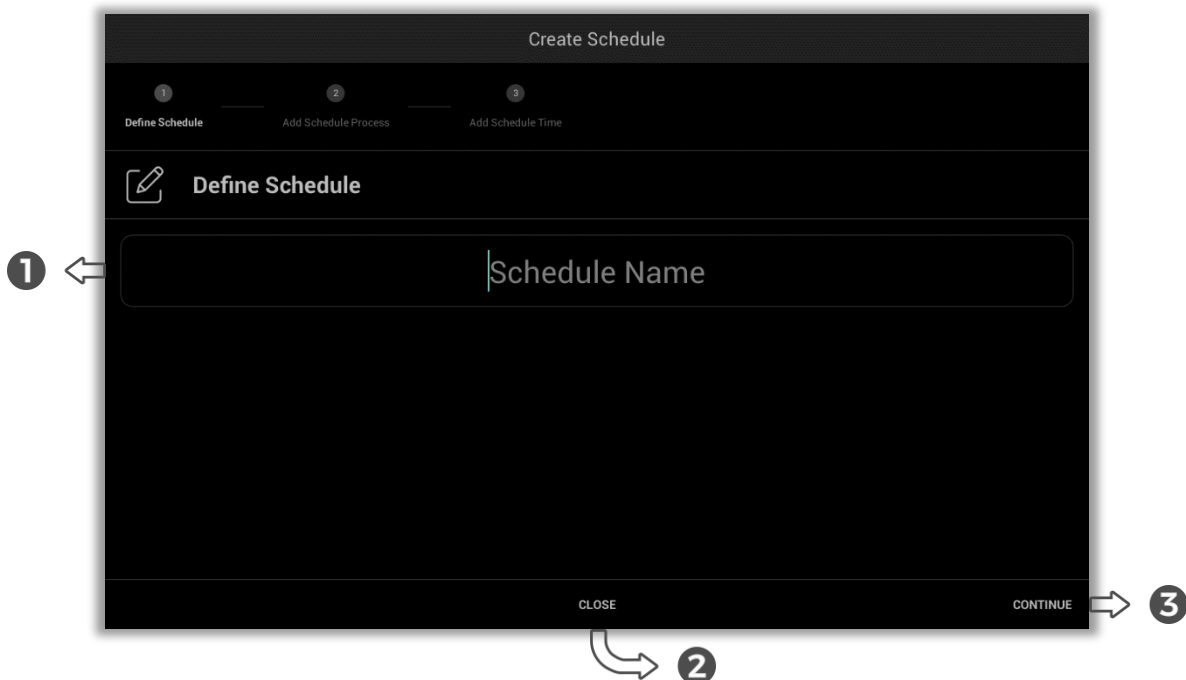 Create Schedule
1 2 3
Define Schedule Add Schedule Process Add Schedule Time
Define Schedule
1
Schedule Name
CLOSE CONTINUE
3
2